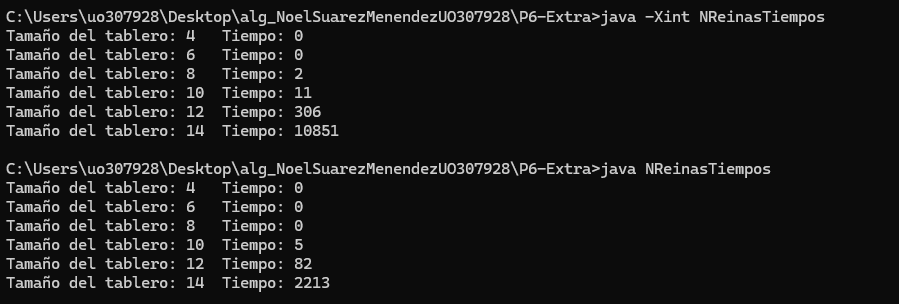 C:\Users\uo307928\Desktop\alg_NoelSuarezMenendezUO307928\P6-Extra>java -Xint NReinasTiempos
Tamaño del tablero: 4   Tiempo: 0
Tamaño del tablero: 6   Tiempo: 0
Tamaño del tablero: 8   Tiempo: 2
Tamaño del tablero: 10  Tiempo: 11
Tamaño del tablero: 12  Tiempo: 306
Tamaño del tablero: 14  Tiempo: 10851
C:\Users\uo307928\Desktop\alg_NoelSuarezMenendezUO307928\P6-Extra>java NReinasTiempos
Tamaño del tablero: 4   Tiempo: 0
Tamaño del tablero: 6   Tiempo: 0
Tamaño del tablero: 8   Tiempo: 0
Tamaño del tablero: 10  Tiempo: 5
Tamaño del tablero: 12  Tiempo: 82
Tamaño del tablero: 14  Tiempo: 2213